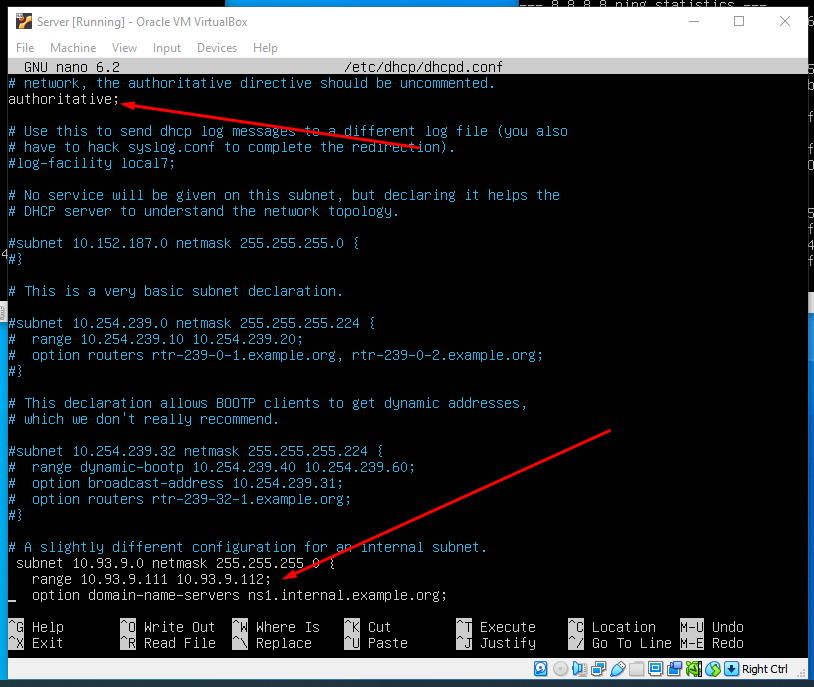 --- 8.8.8.8 ping statistics ---
Server [Running] - Oracle VM VirtualBox
File Machine View Input Devices Help
GNU nano 6.2 /etc/dhcp/dhcpd.conf
# network, the authoritative directive should be uncommented.
authoritative;
# Use this to send dhcp log messages to a different log file (you also
# have to hack syslog.conf to complete the redirection).
#log-facility local7;
# No service will be given on this subnet, but declaring it helps the
# DHCP server to understand the network topology.
#subnet 10.152.187.0 netmask 255.255.255.0 {
#}
# This is a very basic subnet declaration.
#subnet 10.254.239.0 netmask 255.255.255.224 {
#  range 10.254.239.10 10.254.239.20;
#  option routers rtr-239-0-1.example.org, rtr-239-0-2.example.org;
#}
# This declaration allows BOOTP clients to get dynamic addresses,
# which we don't really recommend.
#subnet 10.254.239.32 netmask 255.255.255.224 {
#  range dynamic-bootp 10.254.239.40 10.254.239.60;
#  option broadcast-address 10.254.239.31;
#  option routers rtr-239-32-1.example.org;
#}
# A slightly different configuration for an internal subnet.
subnet 10.93.9.0 netmask 255.255.255.0 {
range 10.93.9.111 10.93.9.112;
option domain-name-servers ns1.internal.example.org;
^G Help ^O Write Out ^W Where Is ^K Cut ^T Execute ^C Location M-U Undo
^X Exit ^R Read File ^\ Replace ^U Paste ^J Justify ^/ Go To Line M-E Redo
Right Ctrl